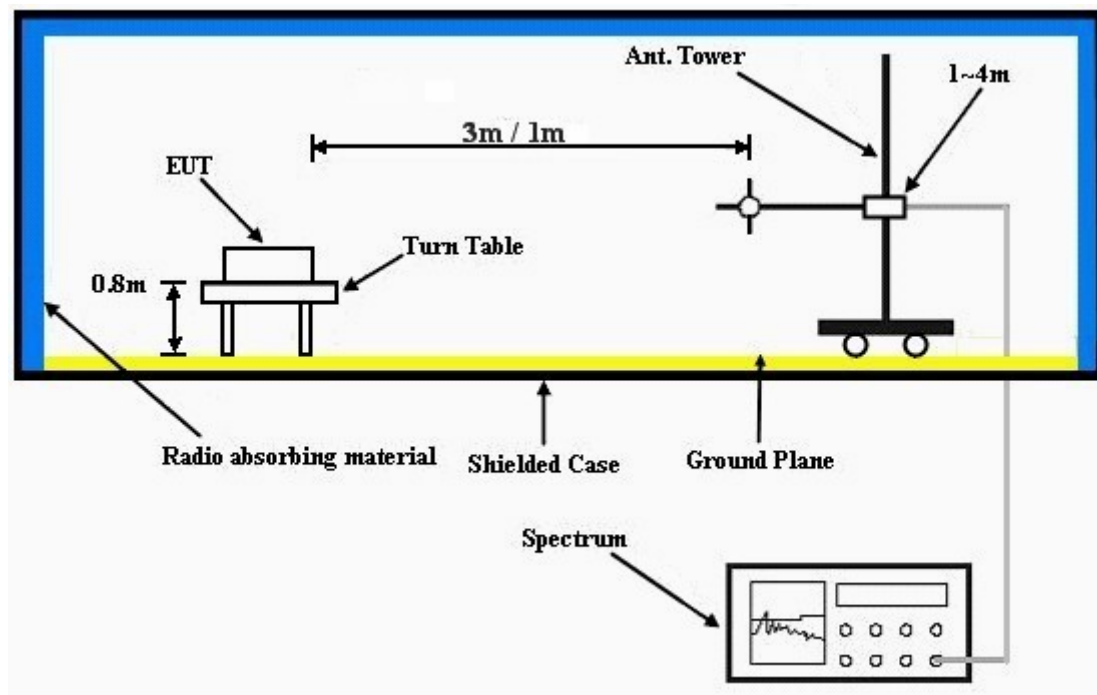 Ant. Tower
1~4m
3m / 1m
EUT
Turn Table
0.8m
Radio absorbing material
Shielded Case
Ground Plane
Spectrum